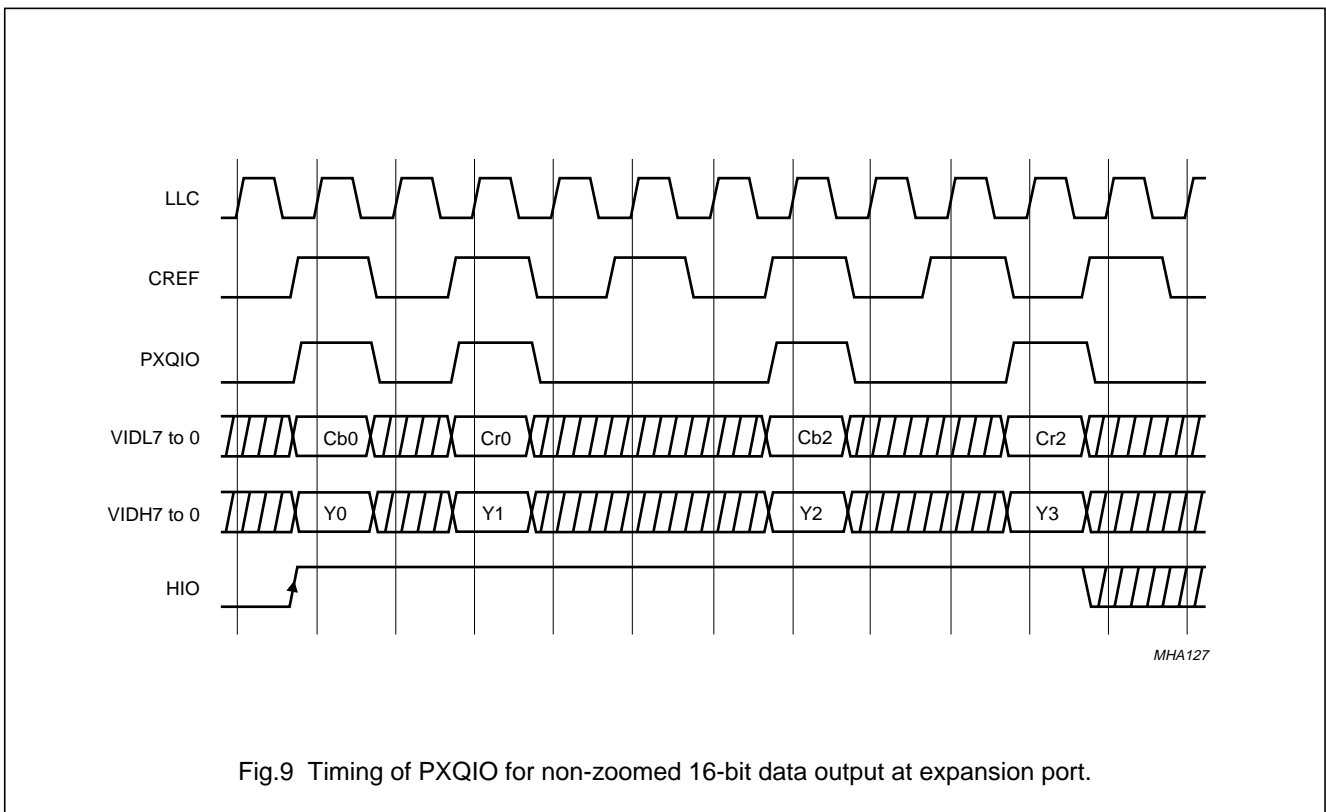 LLC
CREF
PXQIO
VIDL7 to 0
Cb0
Cr0
Cb2
Cr2
VIDH7 to 0
Y0
Y1
Y2
Y3
HIO
MHA127
Fig.9 Timing of PXQIO for non-zoomed 16-bit data output at expansion port.